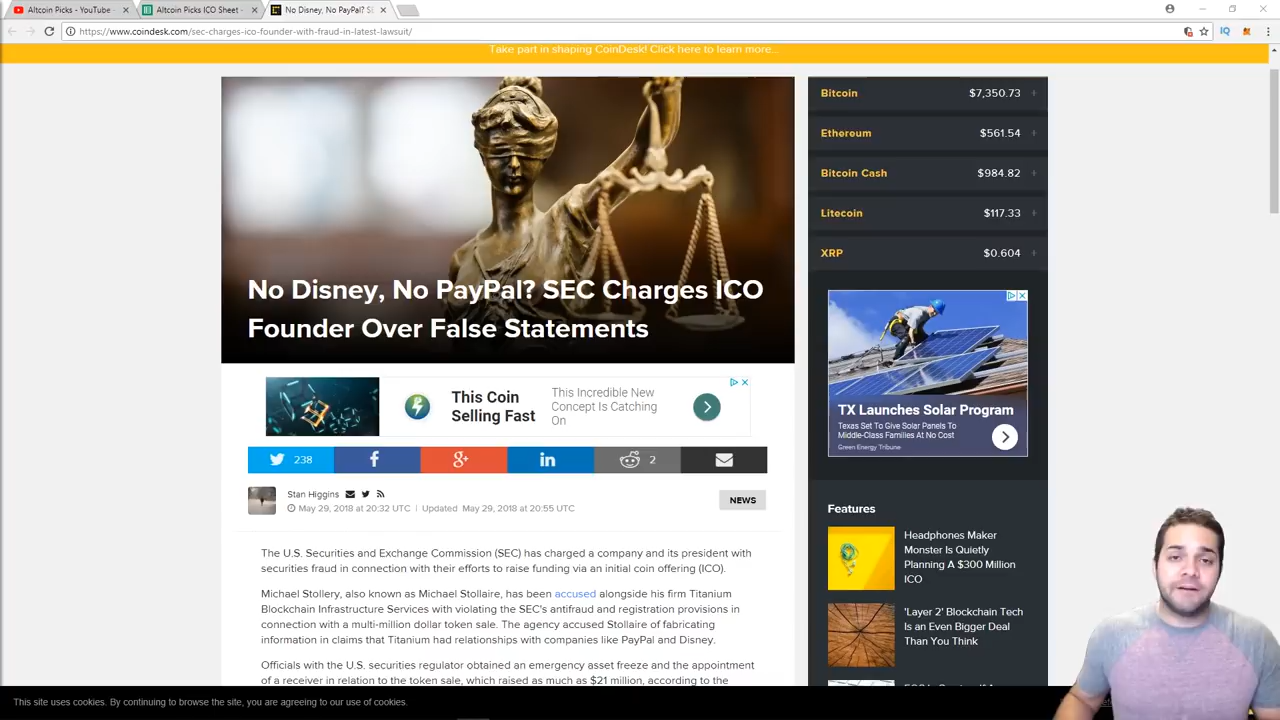 Altcoin Picks - YouTube
Altcoin Picks ICO Sheet -
No Disney, No PayPal? SE
https://www.coindesk.com/sec-charges-ico-founder-with-fraud-in-latest-lawsuit/
IQ
Take part in shaping CoinDesk! Click here to learn more...
No Disney, No PayPal? SEC Charges ICO
Founder Over False Statements
This Coin
Selling Fast
This Incredible New
Concept Is Catching
On
238
2
Stan Higgins
May 29, 2018 at 20:32 UTC | Updated May 29, 2018 at 20:55 UTC
NEWS
The U.S. Securities and Exchange Commission (SEC) has charged a company and its president with
securities fraud in connection with their efforts to raise funding via an initial coin offering (ICO).
Michael Stollery, also known as Michael Stollaire, has been accused alongside his firm Titanium
Blockchain Infrastructure Services with violating the SEC's antifraud and registration provisions in
connection with a multi-million dollar token sale. The agency accused Stollaire of fabricating
information in claims that Titanium had relationships with companies like PayPal and Disney.
Officials with the U.S. securities regulator obtained an emergency asset freeze and the appointment
of a receiver in relation to the token sale, which raised as much as $21 million, according to the
Bitcoin $7,350.73
Ethereum $561.54
Bitcoin Cash $984.82
Litecoin $117.33
XRP $0.604
TX Launches Solar Program
Texas Set To Give Solar Panels To
Middle-Class Families At No Cost
Green Energy Tribune
Features
Headphones Maker
Monster Is Quietly
Planning A $300 Million
ICO
'Layer 2' Blockchain Tech
Is an Even Bigger Deal
Than You Think
This site uses cookies. By continuing to browse the site, you are agreeing to our use of cookies.